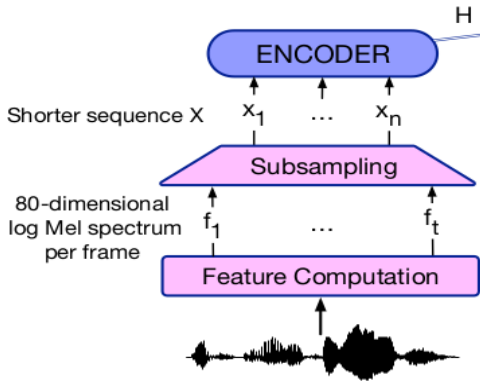 H
ENCODER
Shorter sequence X
x1 ... xn
Subsampling
80-dimensional
log Mel spectrum
per frame
f1 ... ft
Feature Computation